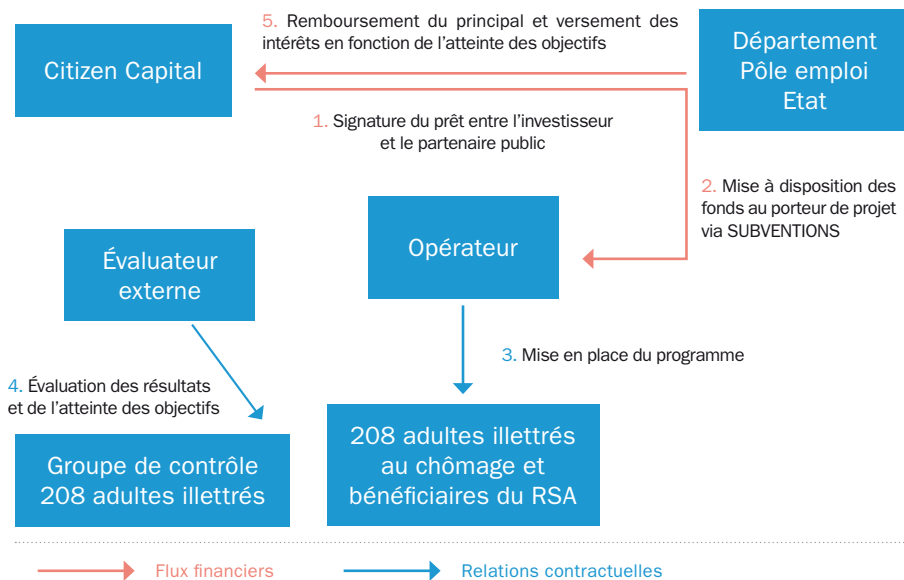 5. Remboursement du principal et versement des
intérêts en fonction de l'atteinte des objectifs
Citizen Capital
Département
Pôle emploi
Etat
1. Signature du prêt entre l'investisseur
et le partenaire public
2. Mise à disposition des
fonds au porteur de projet
via SUBVENTIONS
Opérateur
Évaluateur
externe
3. Mise en place du programme
4. Évaluation des résultats
et de l'atteinte des objectifs
Groupe de contrôle
208 adultes illettrés
208 adultes illettrés
au chômage et
bénéficiaires du RSA
Flux financiers
Relations contractuelles